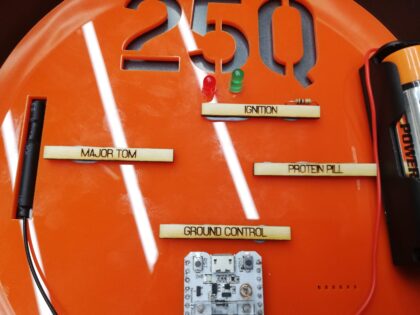 25Q
IGNITION
MAJOR TOM
PROTEIN PILL
GROUND CONTROL
POWER